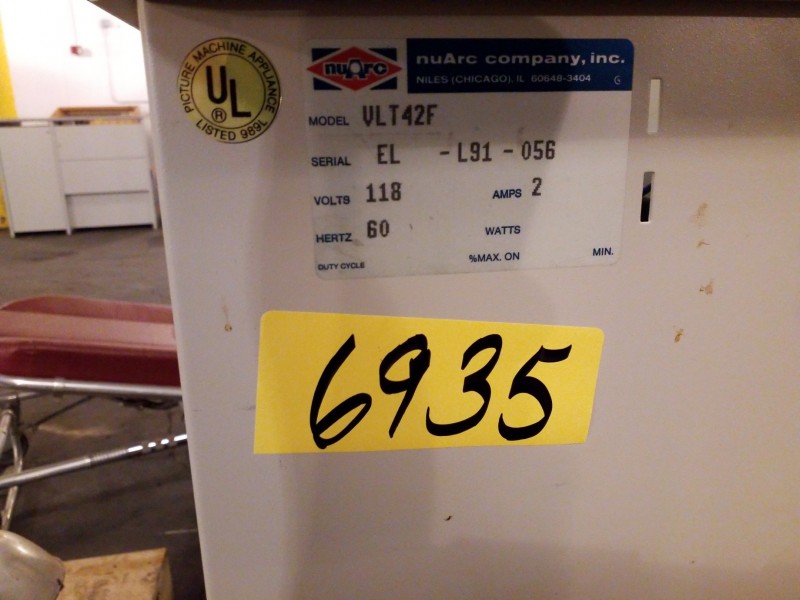 PICTURE MACHINE APPLIANCE
UL
®
LISTED 989L
nuArc
nuArc company, inc.
NILES (CHICAGO), IL 60648-3404 G
MODEL VLT42F
SERIAL EL - L91 - 056
VOLTS 118 AMPS 2
HERTZ 60 WATTS
DUTY CYCLE %MAX. ON MIN.
6935